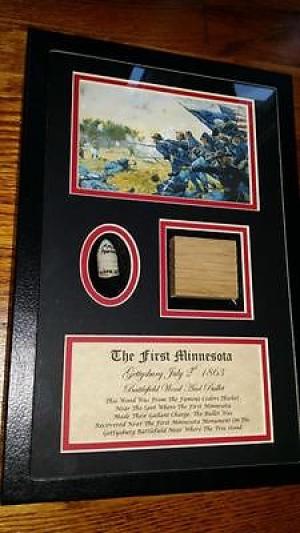 The First Minnesota
Gettysburg July 2nd 1863
Battlefield Wood And Bullet
This Wood Was From The Famous Codori Thicket
Near The Spot Where The First Minnesota
Made Their Gallant Charge. The Bullet Was
Recovered Near The First Minnesota Monument On The
Gettysburg Battlefield Near Where The Tree Stood